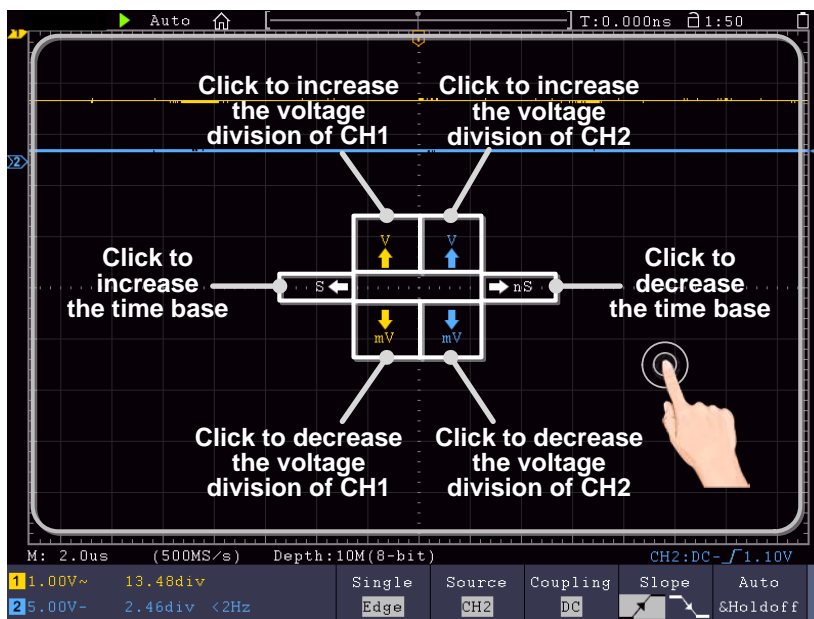 Auto T:0.000ns 1:50
1
Click to increase the voltage division of CH1
Click to increase the voltage division of CH2
2
V V
Click to increase the time base
S nS
Click to decrease the time base
mV mV
Click to decrease the voltage division of CH1
Click to decrease the voltage division of CH2
M: 2.0us (500MS/s) Depth:10M(8-bit) CH2:DC- 1.10V
1 1.00V~ 13.48div Single Source Coupling Slope Auto
2 5.00V- 2.46div <2Hz Edge CH2 DC &Holdoff